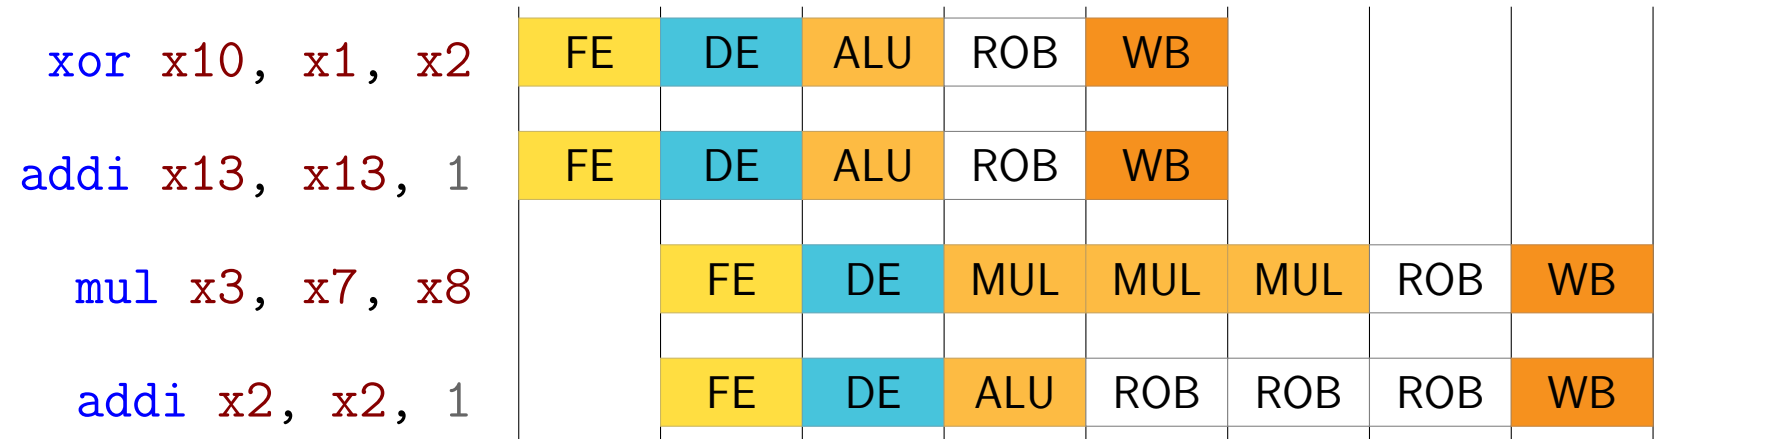 xor x10, x1, x2 FE DE ALU ROB WB
addi x13, x13, 1 FE DE ALU ROB WB
mul x3, x7, x8 FE DE MUL MUL MUL ROB WB
addi x2, x2, 1 FE DE ALU ROB ROB ROB WB